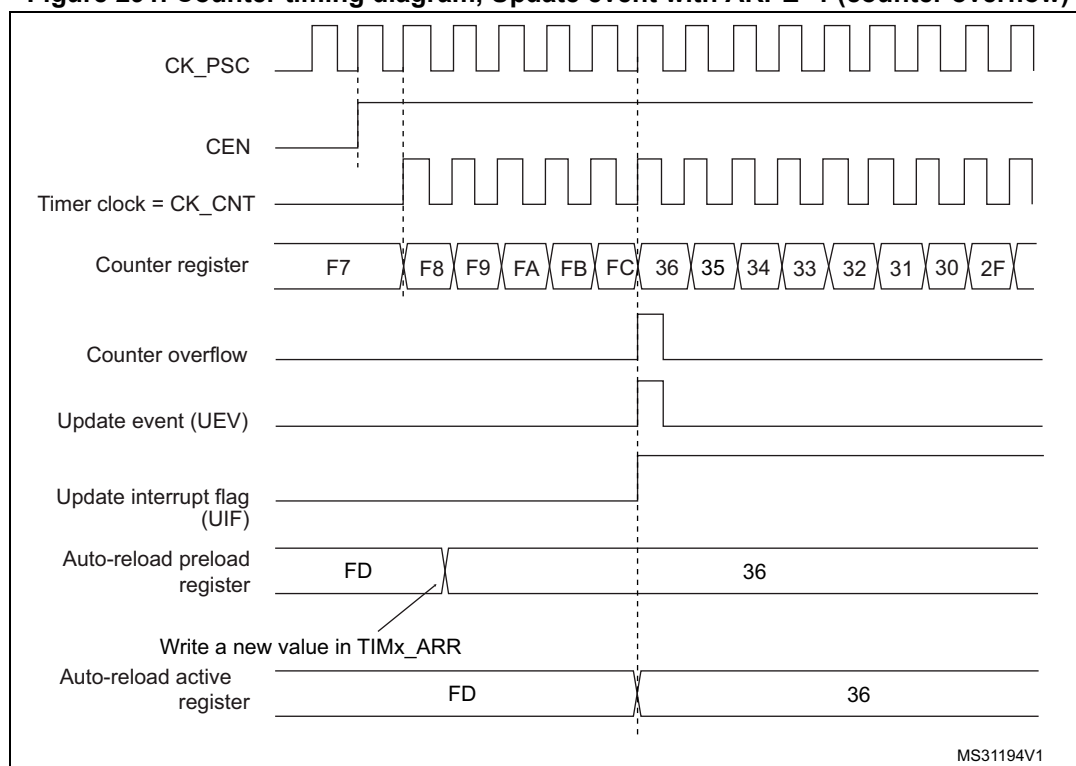 Figure 201. Counter timing diagram, Update event with ARPE=1 (counter overflow)
CK_PSC
CEN
Timer clock = CK_CNT
Counter register
F7 F8 F9 FA FB FC 36 35 34 33 32 31 30 2F
Counter overflow
Update event (UEV)
Update interrupt flag
(UIF)
Auto-reload preload
register
FD 36
Write a new value in TIMx_ARR
Auto-reload active
register
FD 36
MS31194V1